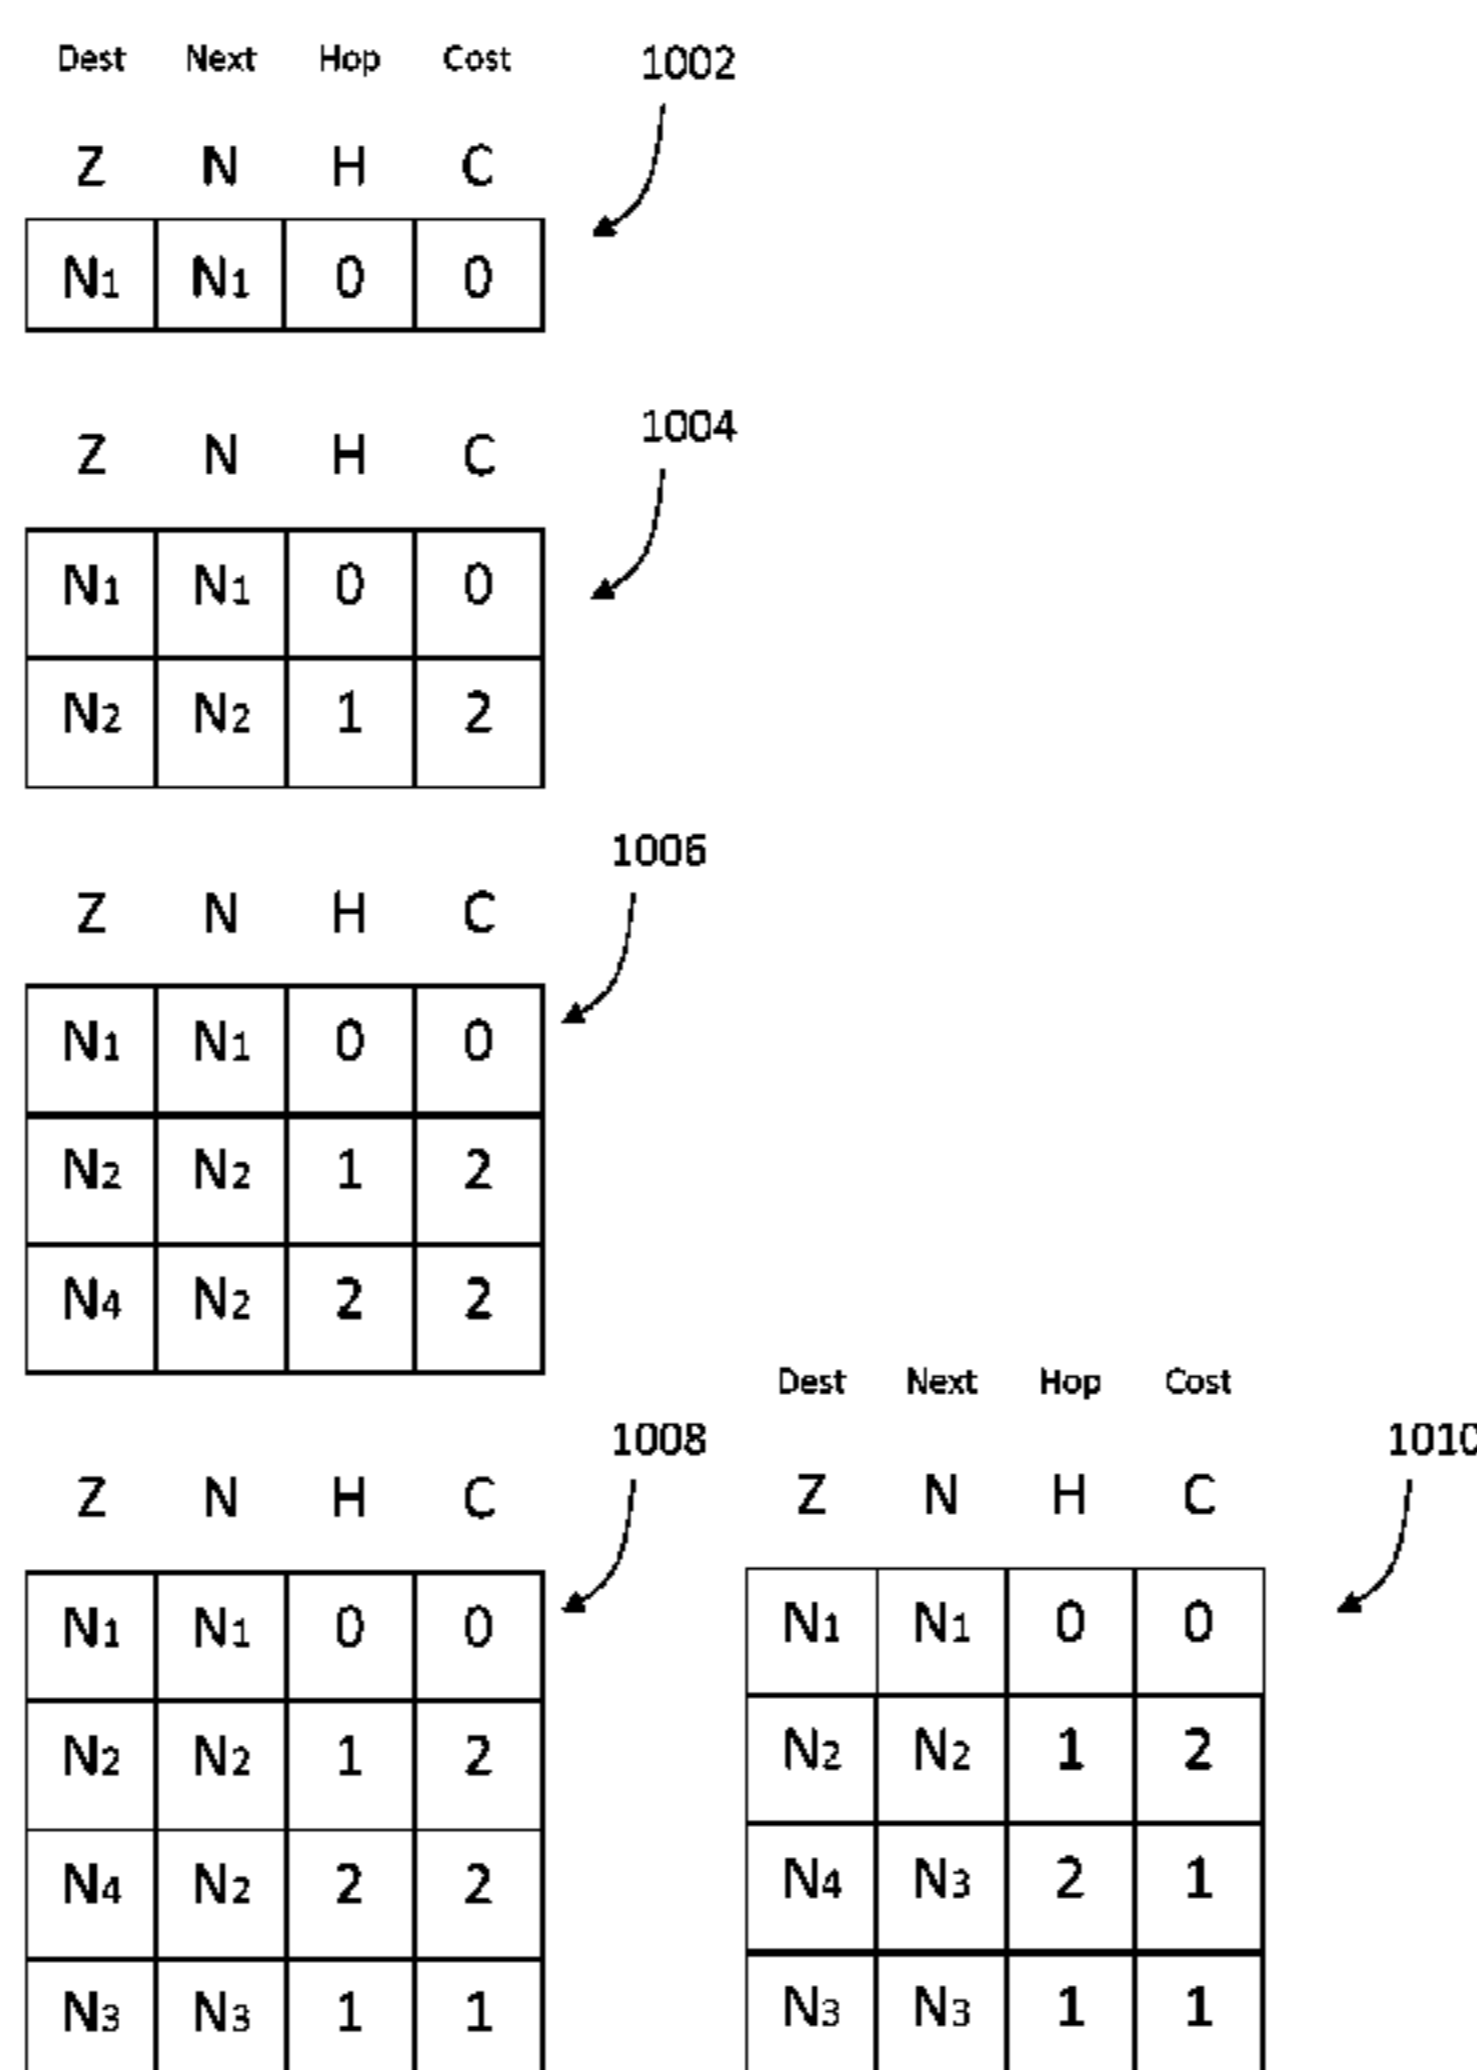 Dest Next Hop Cost 1002
Z N H C
N1 N1 0 0
1004
Z N H C
N1 N1 0 0
N2 N2 1 2
1006
Z N H C
N1 N1 0 0
N2 N2 1 2
N4 N2 2 2
1008
Z N H C
N1 N1 0 0
N2 N2 1 2
N4 N2 2 2
N3 N3 1 1
Dest Next Hop Cost
1010
Z N H C
N1 N1 0 0
N2 N2 1 2
N4 N3 2 1
N3 N3 1 1